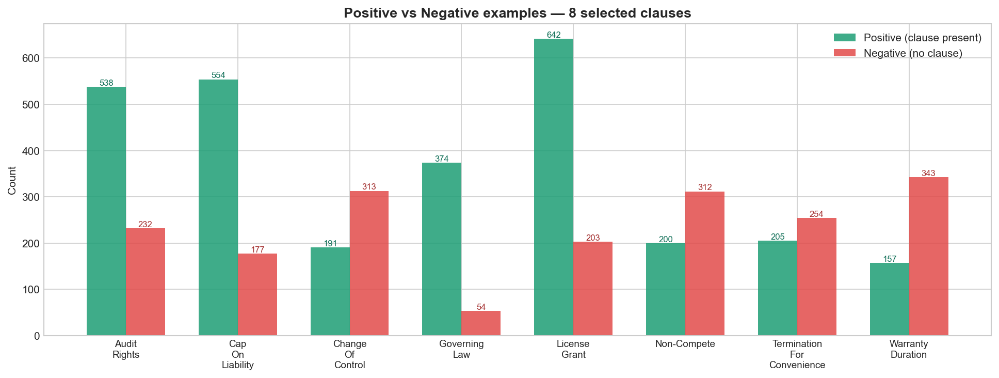 Positive vs Negative examples — 8 selected clauses
Positive (clause present)
Negative (no clause)
Count
600
500
400
300
200
100
0
538
232
554
177
191
313
374
54
642
203
200
312
205
254
157
343
Audit
Rights
Cap
On
Liability
Change
Of
Control
Governing
Law
License
Grant
Non-Compete
Termination
For
Convenience
Warranty
Duration